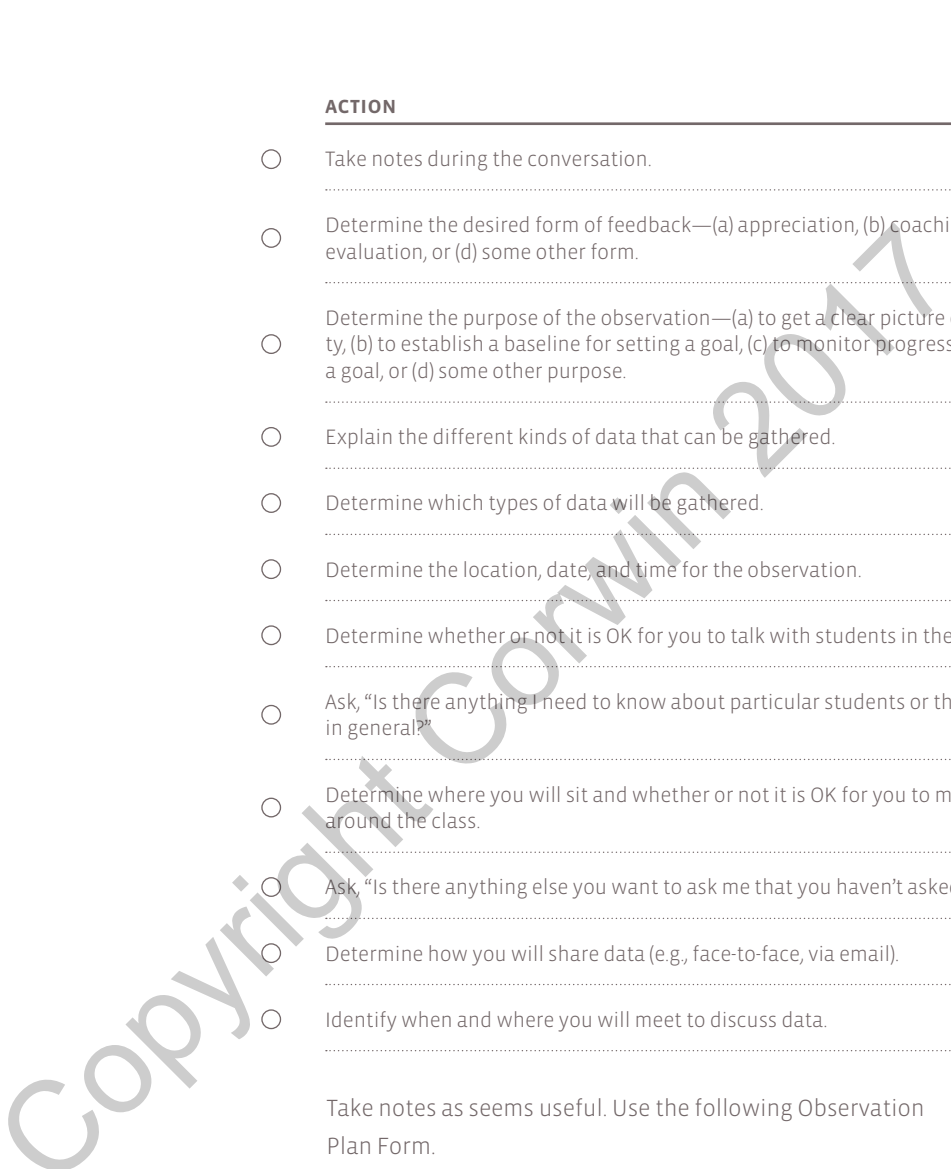 ACTION
Take notes during the conversation.
Determine the desired form of feedback—(a) appreciation, (b) coachi
evaluation, or (d) some other form.
Determine the purpose of the observation—(a) to get a clear picture
ty, (b) to establish a baseline for setting a goal, (c) to monitor progress
a goal, or (d) some other purpose.
Explain the different kinds of data that can be gathered.
Determine which types of data will be gathered.
Determine the location, date, and time for the observation.
Determine whether or not it is OK for you to talk with students in the
Ask, “Is there anything I need to know about particular students or th
in general?”
Determine where you will sit and whether or not it is OK for you to m
around the class.
Ask, “Is there anything else you want to ask me that you haven’t aske
Determine how you will share data (e.g., face-to-face, via email).
Identify when and where you will meet to discuss data.
Take notes as seems useful. Use the following Observation
Plan Form.
Copyright Corwin 2017